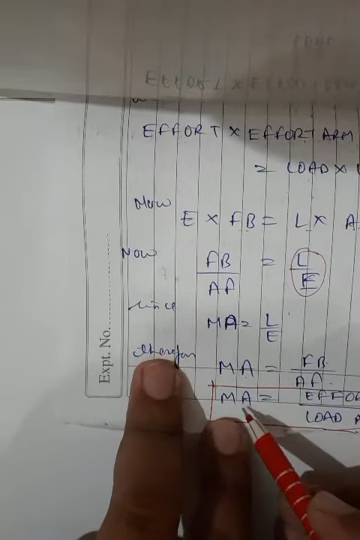 EFFORT X EFFORT ARM
= LOAD X L
Now
E X FB = L X A
Now FB/AF = L/E
Since
MA = L/E
therefore
MA = FB/AF
MA = EFFOR
LOAD A
Expt. No.